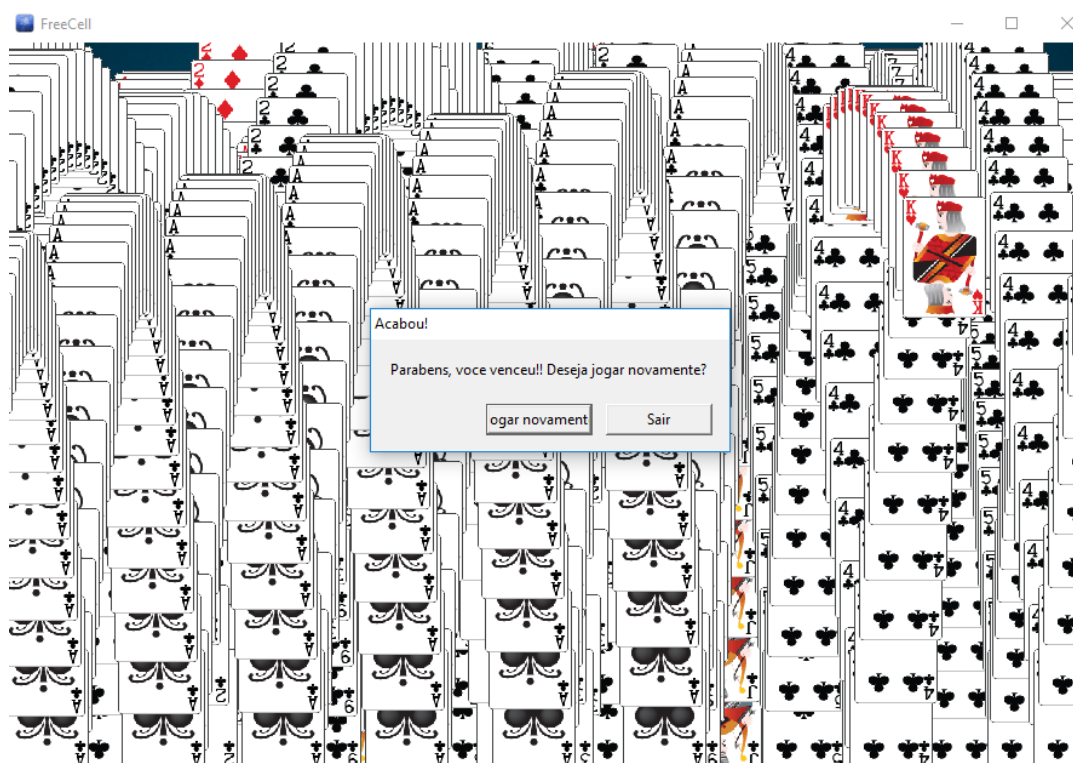 FreeCell
Acabou!
Parabens, voce venceu!! Deseja jogar novamente?
ogar novament
Sair